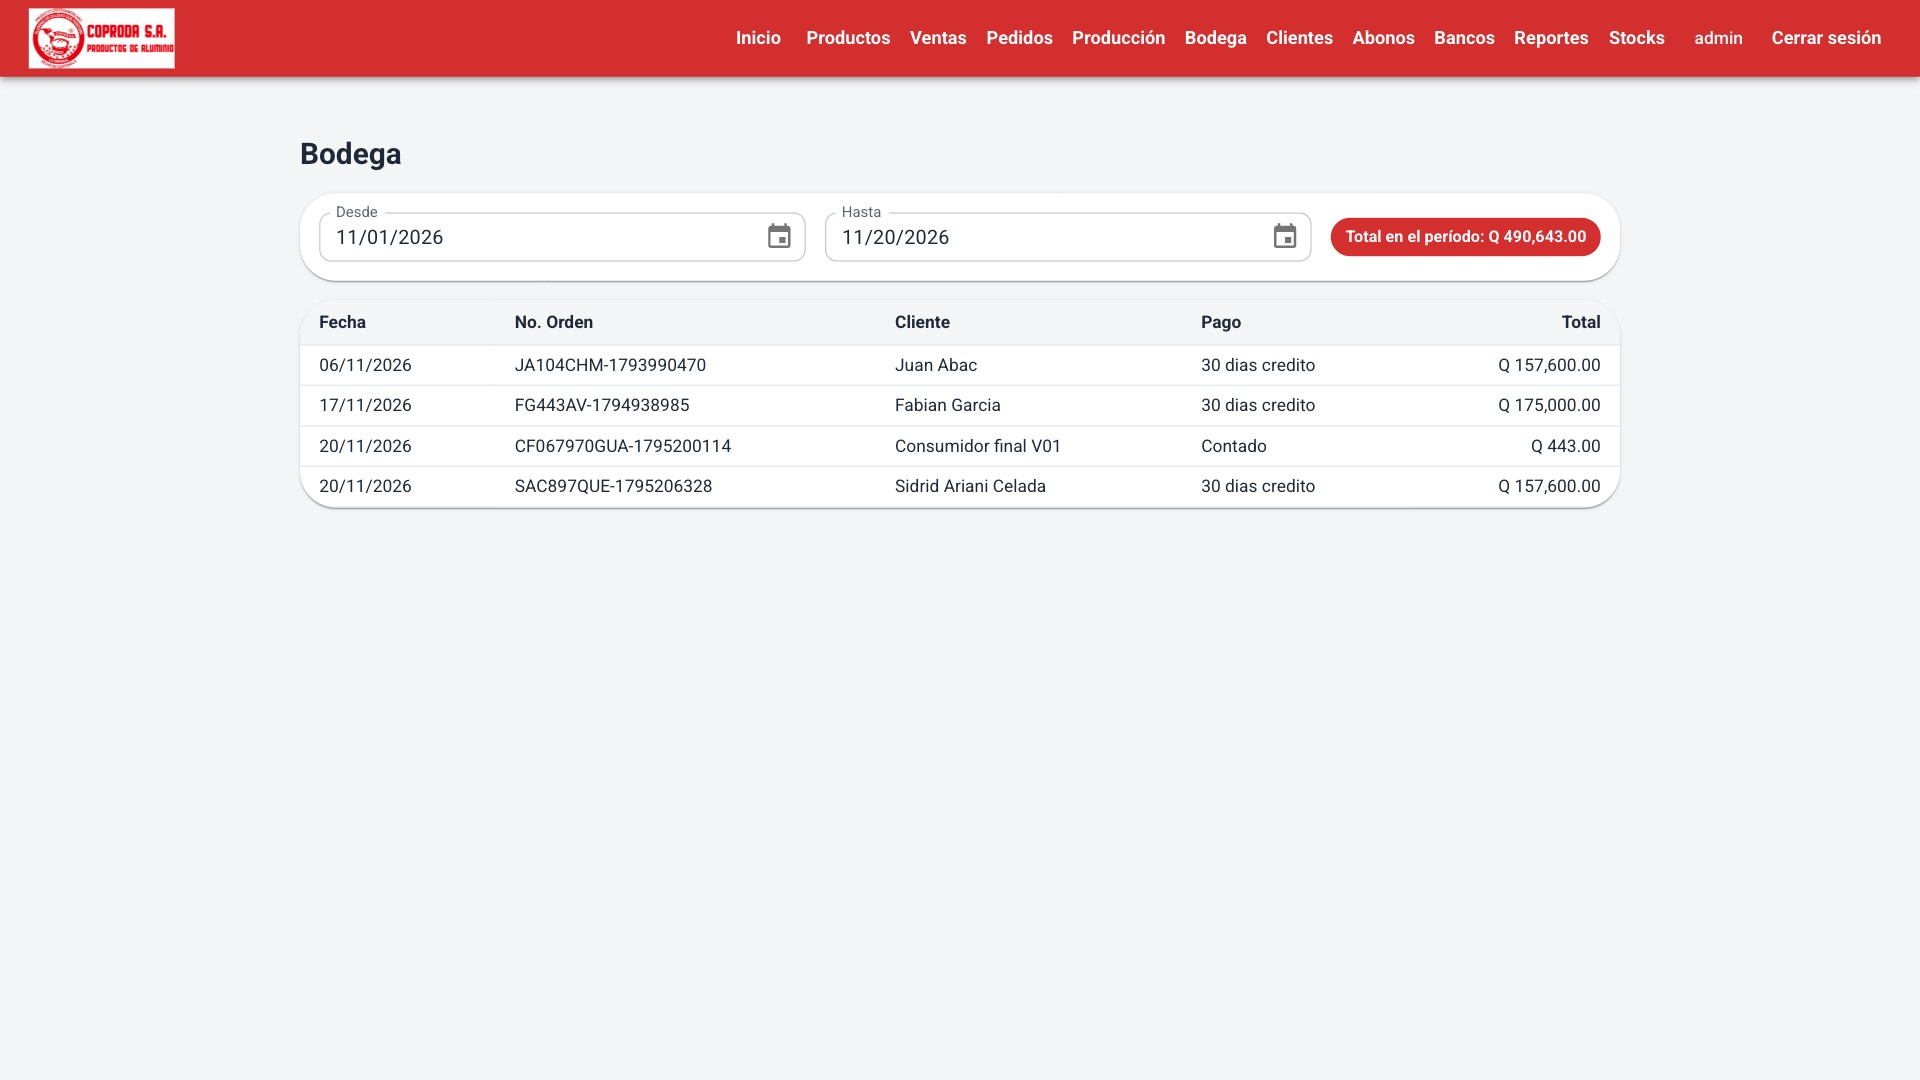 COPRODA S.A.
PRODUCTOS DE ALUMINIO
Inicio Productos Ventas Pedidos Producción Bodega Clientes Abonos Bancos Reportes Stocks admin Cerrar sesión
Bodega
Desde
11/01/2026
Hasta
11/20/2026
Total en el período: Q 490,643.00
Fecha No. Orden Cliente Pago Total
06/11/2026 JA104CHM-1793990470 Juan Abac 30 dias credito Q 157,600.00
17/11/2026 FG443AV-1794938985 Fabian Garcia 30 dias credito Q 175,000.00
20/11/2026 CF067970GUA-1795200114 Consumidor final V01 Contado Q 443.00
20/11/2026 SAC897QUE-1795206328 Sidrid Ariani Celada 30 dias credito Q 157,600.00